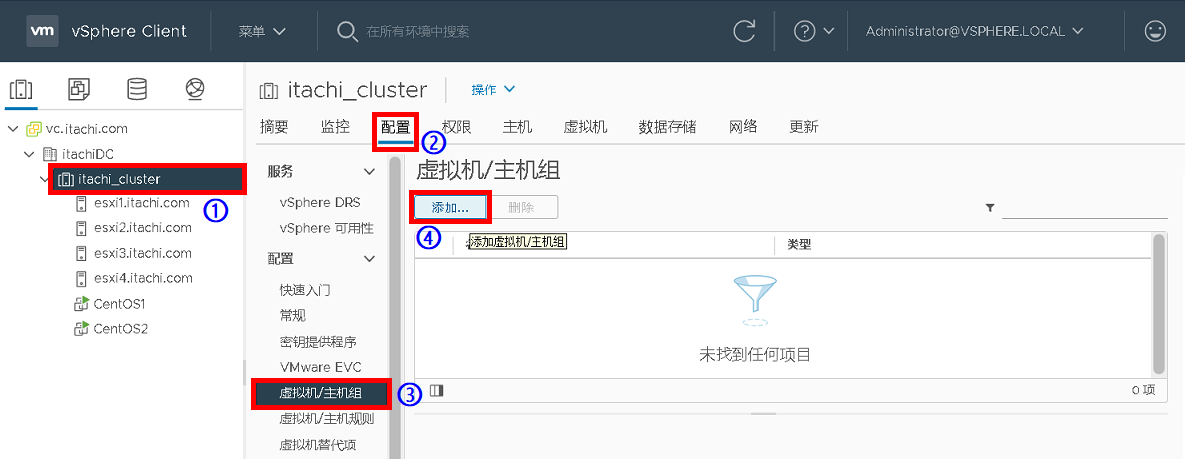 vm vSphere Client 菜单 在所有环境中搜索 Administrator@VSPHERE.LOCAL
vc.itachi.com
itachiDC
itachi_cluster
esxi1.itachi.com
esxi2.itachi.com
esxi3.itachi.com
esxi4.itachi.com
CentOS1
CentOS2
①
itachi_cluster 操作
摘要 监控 配置 权限 主机 虚拟机 数据存储 网络 更新
②
服务
vSphere DRS
vSphere 可用性
配置
快速入门
常规
密钥提供程序
VMware EVC
虚拟机/主机组
虚拟机/主机规则
虚拟机替代项
③
虚拟机/主机组
添加... 删除
④
添加虚拟机/主机组
类型
未找到任何项目
0 项